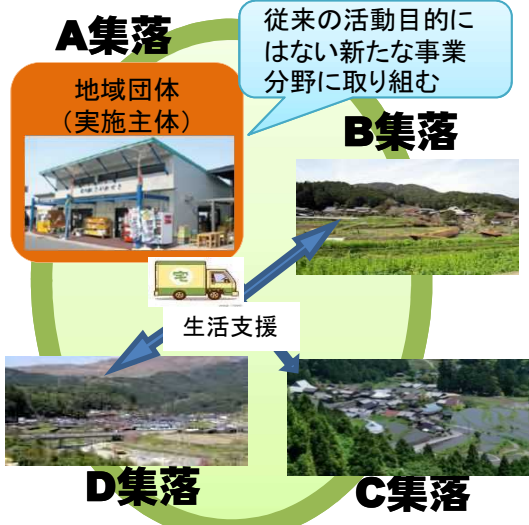 A集落
従来の活動目的に
はない新たな事業
分野に取り組む
地域団体
（実施主体）
B集落
宅
生活支援
D集落
C集落